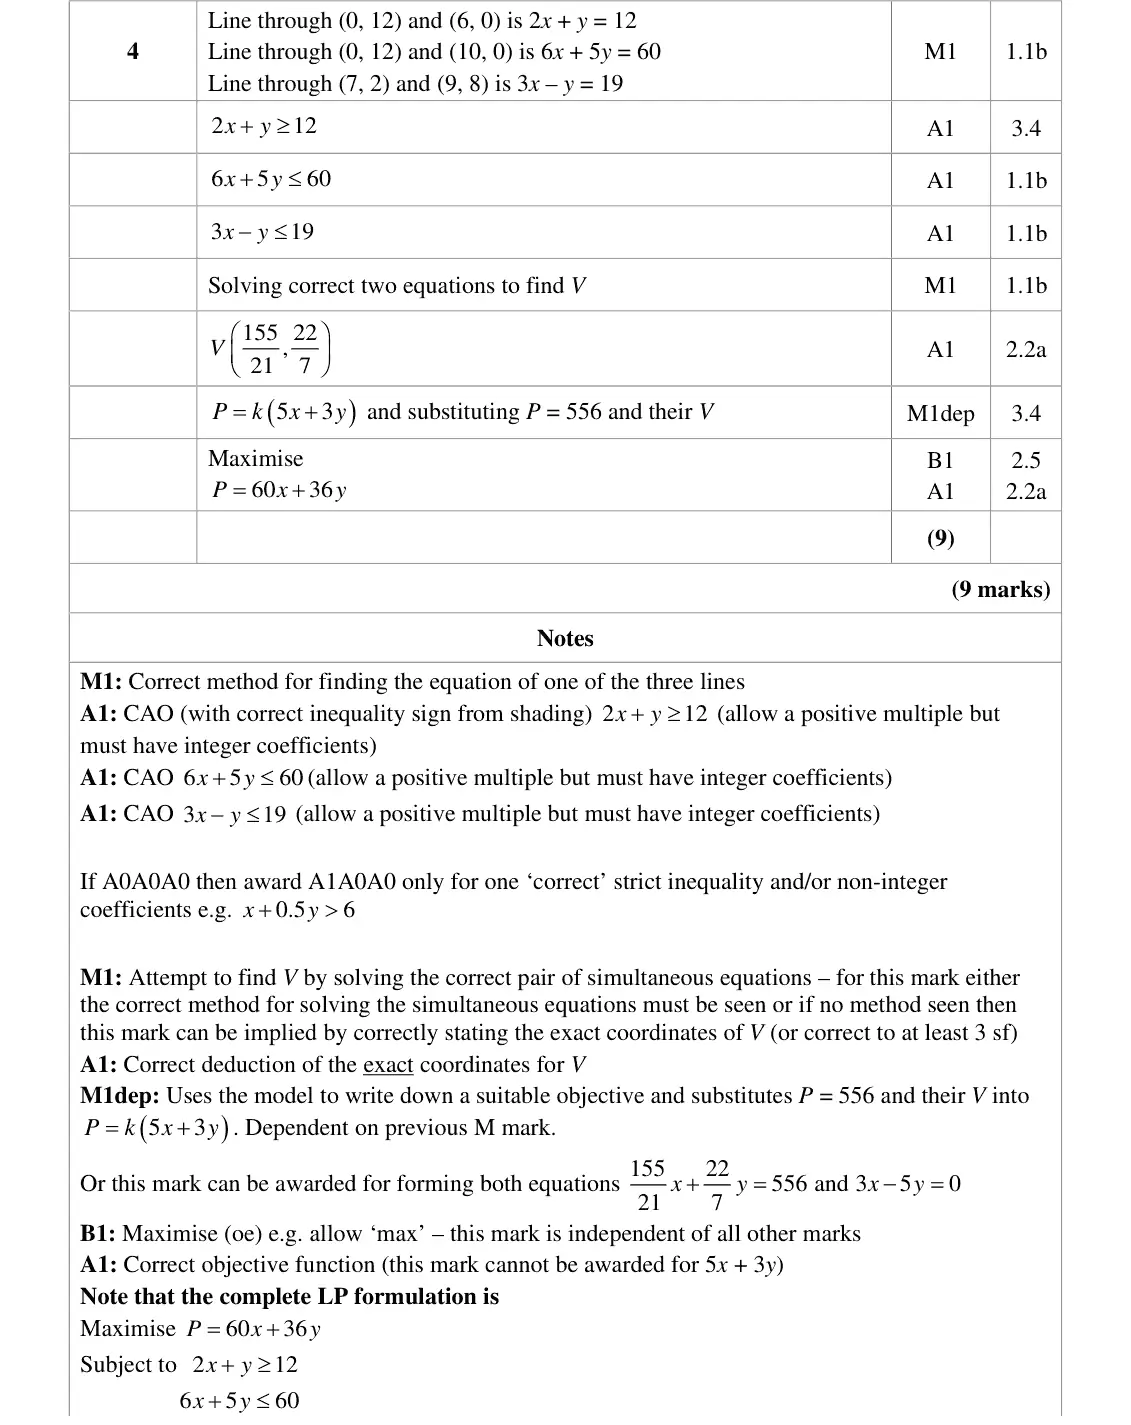 4
Line through (0, 12) and (6, 0) is 2x + y = 12
Line through (0, 12) and (10, 0) is 6x + 5y = 60
Line through (7, 2) and (9, 8) is 3x – y = 19
M1
1.1b
2x + y ≥ 12
A1
3.4
6x + 5y ≤ 60
A1
1.1b
3x − y ≤ 19
A1
1.1b
Solving correct two equations to find V
M1
1.1b
V(155/21, 22/7)
A1
2.2a
P = k(5x + 3y) and substituting P = 556 and their V
M1dep
3.4
Maximise
P = 60x + 36y
B1
A1
2.5
2.2a
(9)
(9 marks)
Notes
M1: Correct method for finding the equation of one of the three lines
A1: CAO (with correct inequality sign from shading) 2x + y ≥ 12 (allow a positive multiple but
must have integer coefficients)
A1: CAO 6x + 5y ≤ 60 (allow a positive multiple but must have integer coefficients)
A1: CAO 3x − y ≤ 19 (allow a positive multiple but must have integer coefficients)
If A0A0A0 then award A1A0A0 only for one ‘correct’ strict inequality and/or non-integer
coefficients e.g. x + 0.5y > 6
M1: Attempt to find V by solving the correct pair of simultaneous equations – for this mark either
the correct method for solving the simultaneous equations must be seen or if no method seen then
this mark can be implied by correctly stating the exact coordinates of V (or correct to at least 3 sf)
A1: Correct deduction of the exact coordinates for V
M1dep: Uses the model to write down a suitable objective and substitutes P = 556 and their V into
P = k(5x + 3y). Dependent on previous M mark.
Or this mark can be awarded for forming both equations 155/21 x + 22/7 y = 556 and 3x − 5y = 0
B1: Maximise (oe) e.g. allow ‘max’ – this mark is independent of all other marks
A1: Correct objective function (this mark cannot be awarded for 5x + 3y)
Note that the complete LP formulation is
Maximise P = 60x + 36y
Subject to 2x + y ≥ 12
6x + 5y ≤ 60